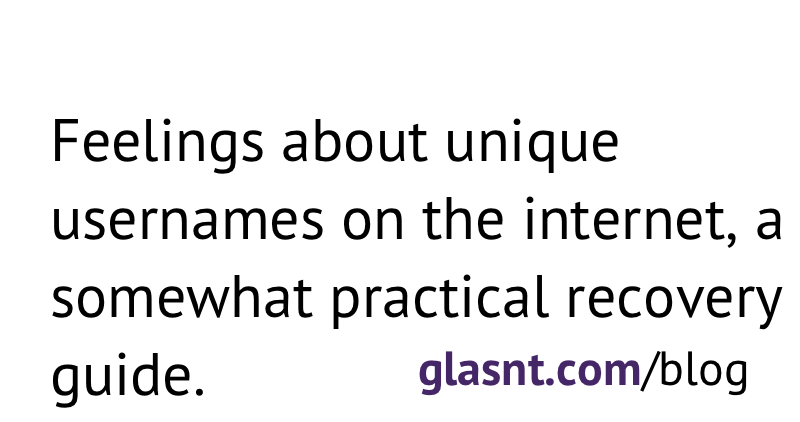 Feelings about unique
usernames on the internet, a
somewhat practical recovery
guide.
glasnt.com/blog